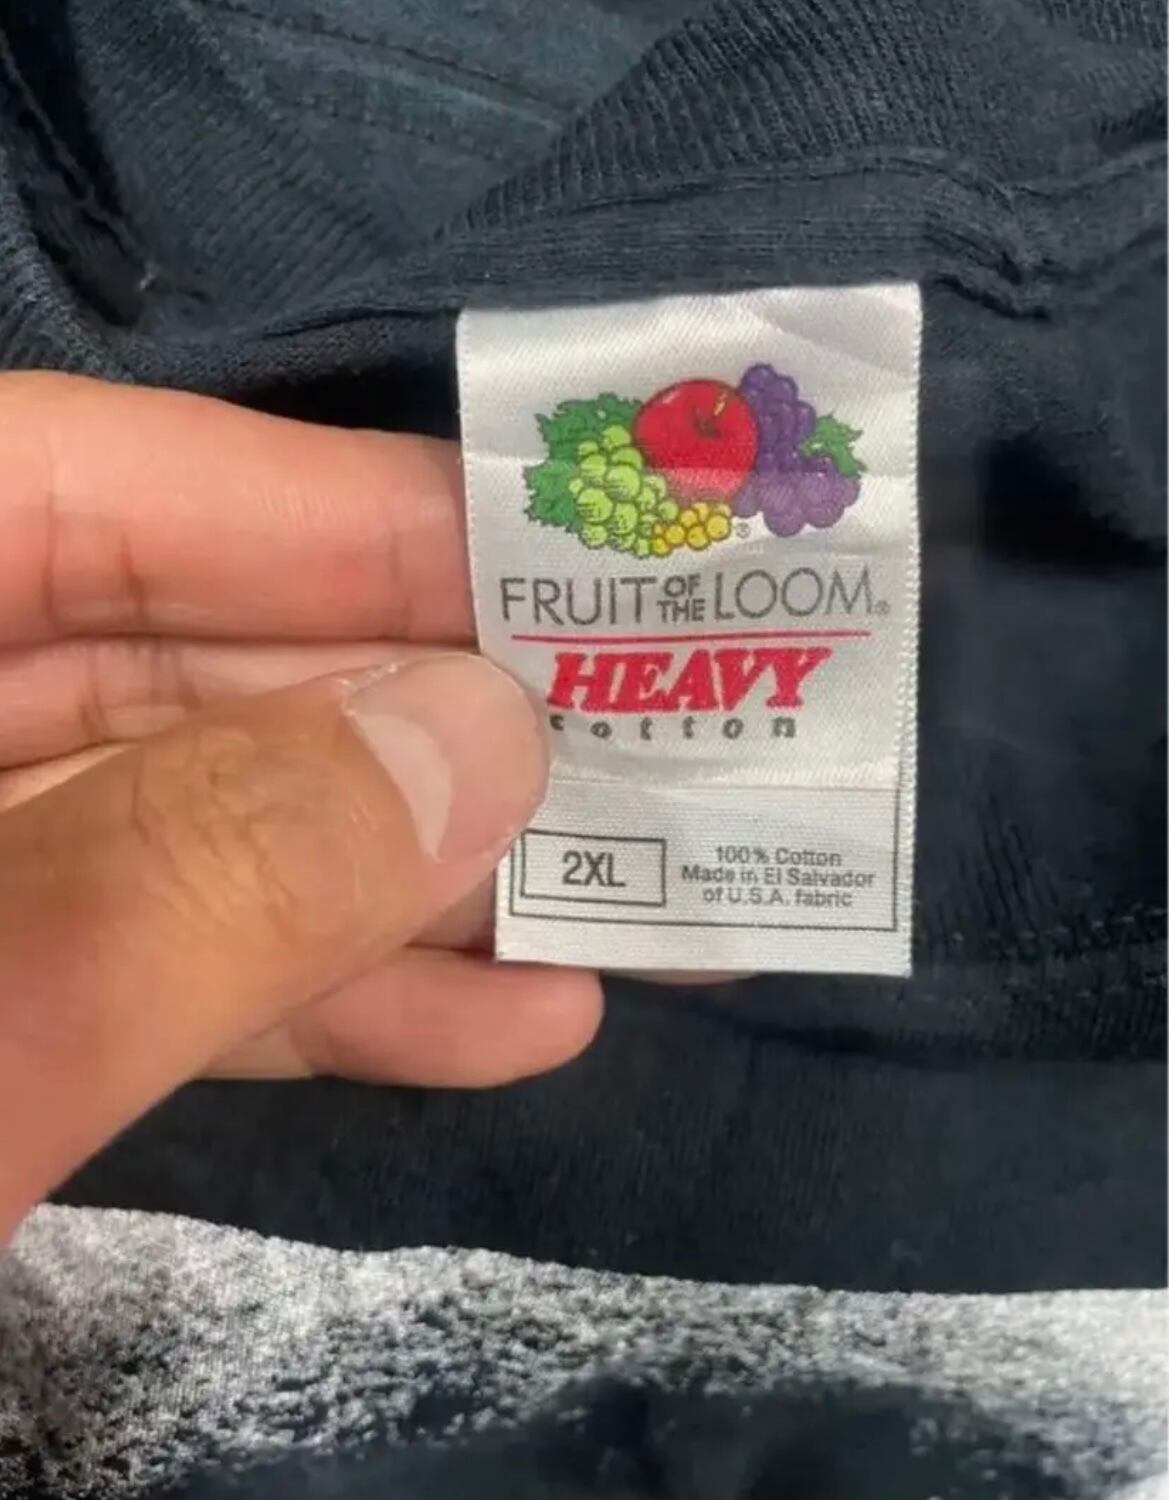 FRUIT OF THE LOOM®
HEAVY
cotton
2XL
100% Cotton
Made in El Salvador
of U.S.A. fabric